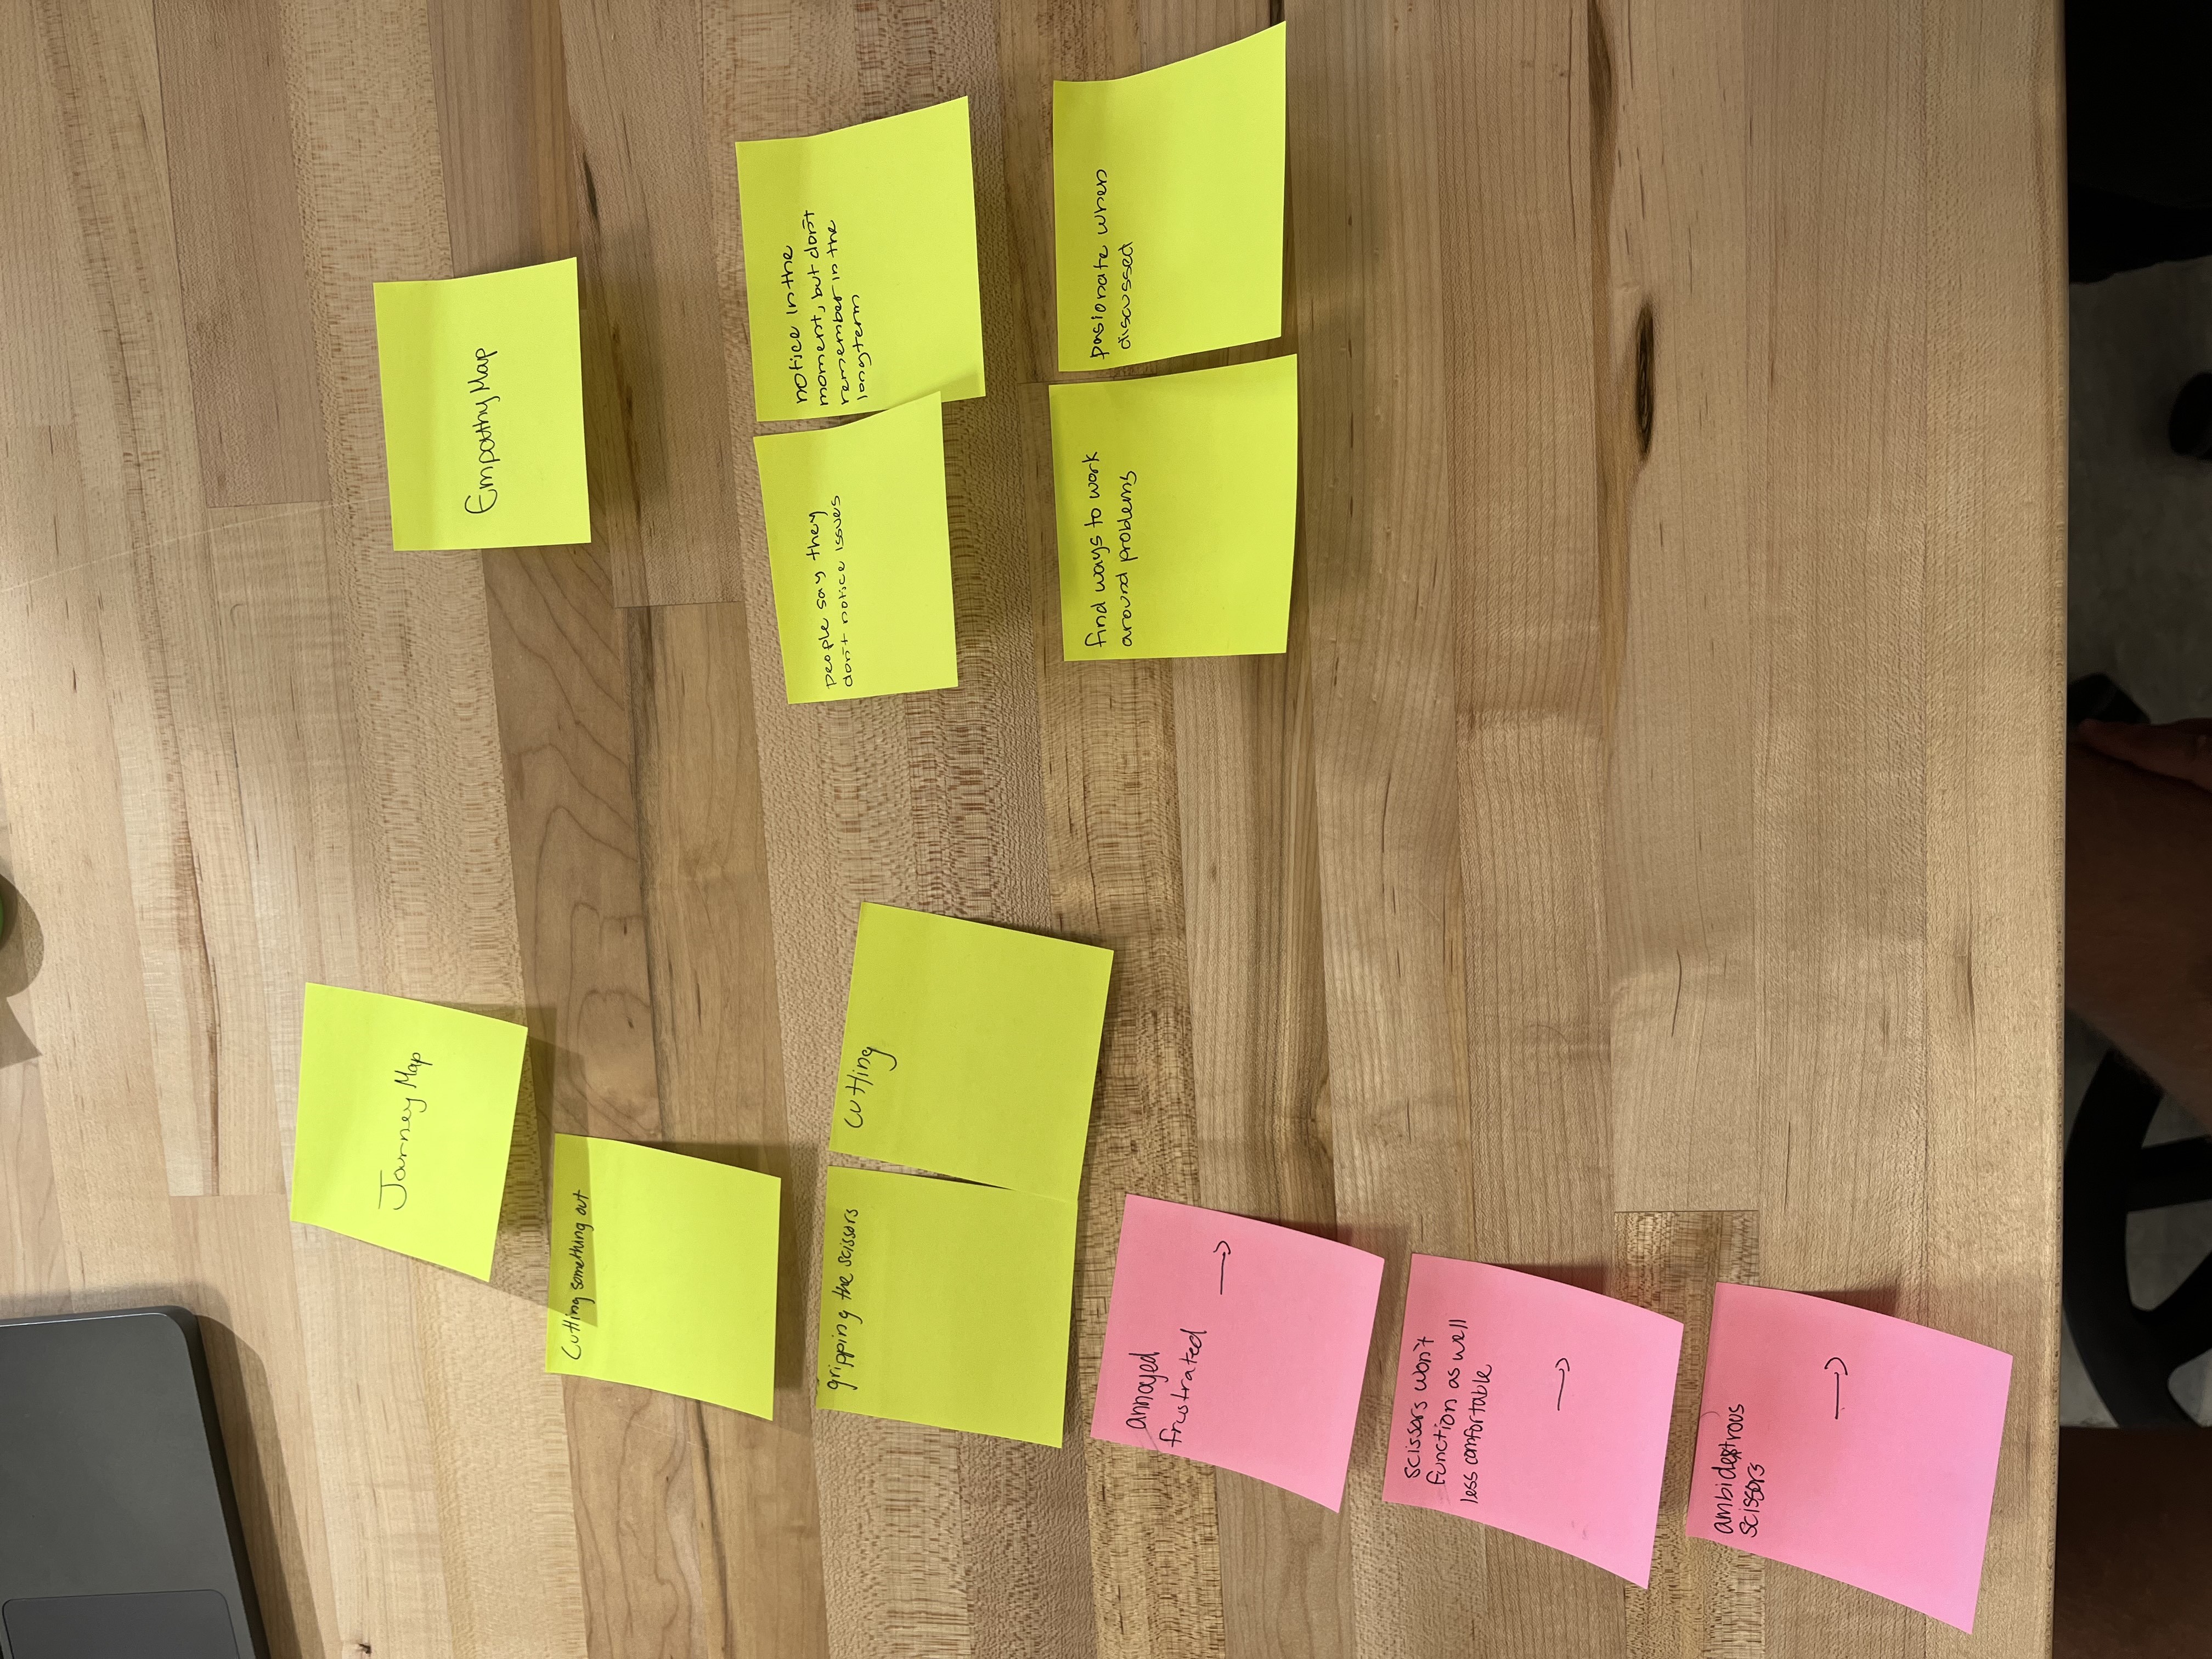 Journey Map
Cutting something out
gripping the scissors
cutting
annoyed
frustrated
→
scissors won't
function as well
less comfortable
→
ambidextrous
scissors
→
Empathy Map
people say they
don't notice issues
notice in the
moment, but don't
remember in the
longterm
find ways to work
around problems
pasionate when
discussed